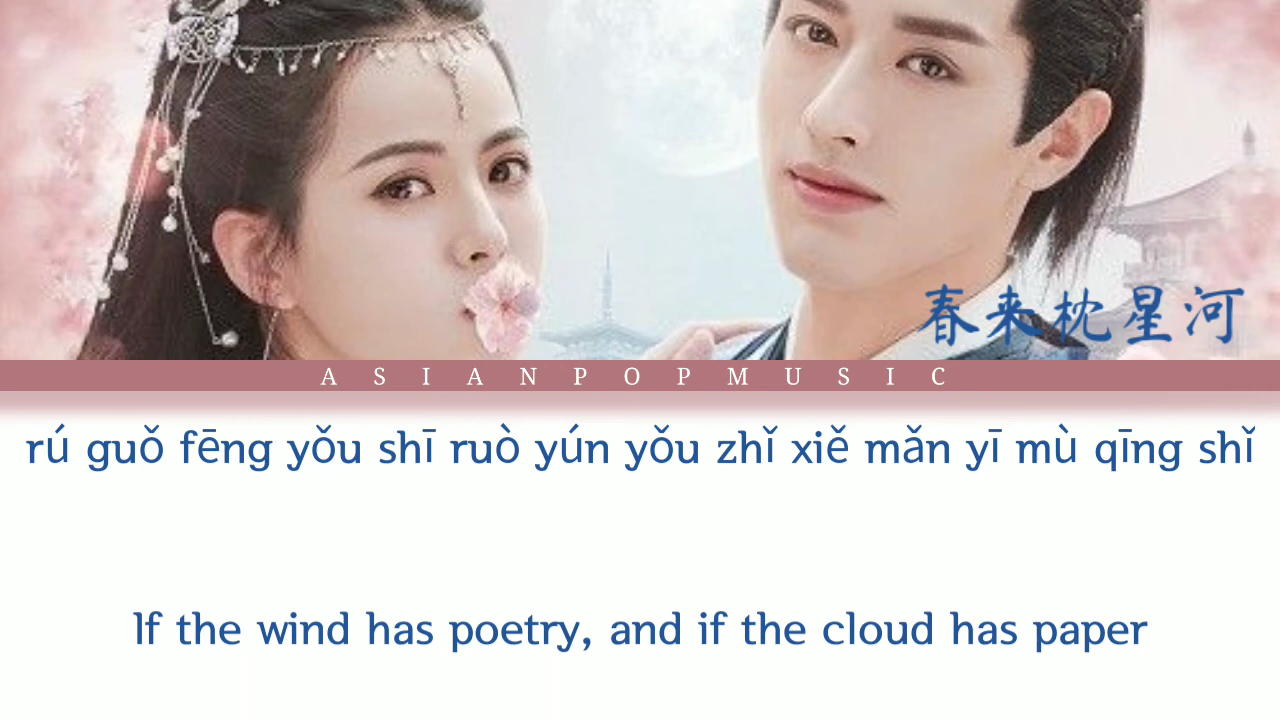 春来枕星河
ASIANPOPMUSIC
rú guǒ fēng yǒu shī ruò yún yǒu zhǐ xiě mǎn yī mù qīng shǐ
If the wind has poetry, and if the cloud has paper